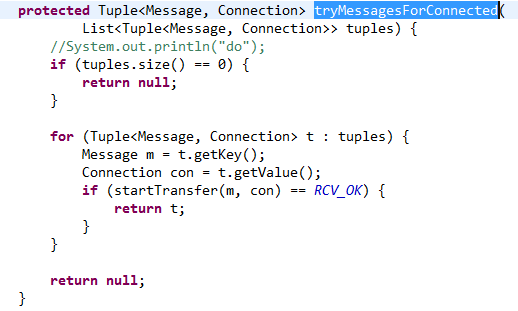 protected Tuple<Message, Connection> tryMessagesForConnected(
List<Tuple<Message, Connection>> tuples) {
//System.out.println("do");
if (tuples.size() == 0) {
return null;
}
for (Tuple<Message, Connection> t : tuples) {
Message m = t.getKey();
Connection con = t.getValue();
if (startTransfer(m, con) == RCV_OK) {
return t;
}
}
return null;
}